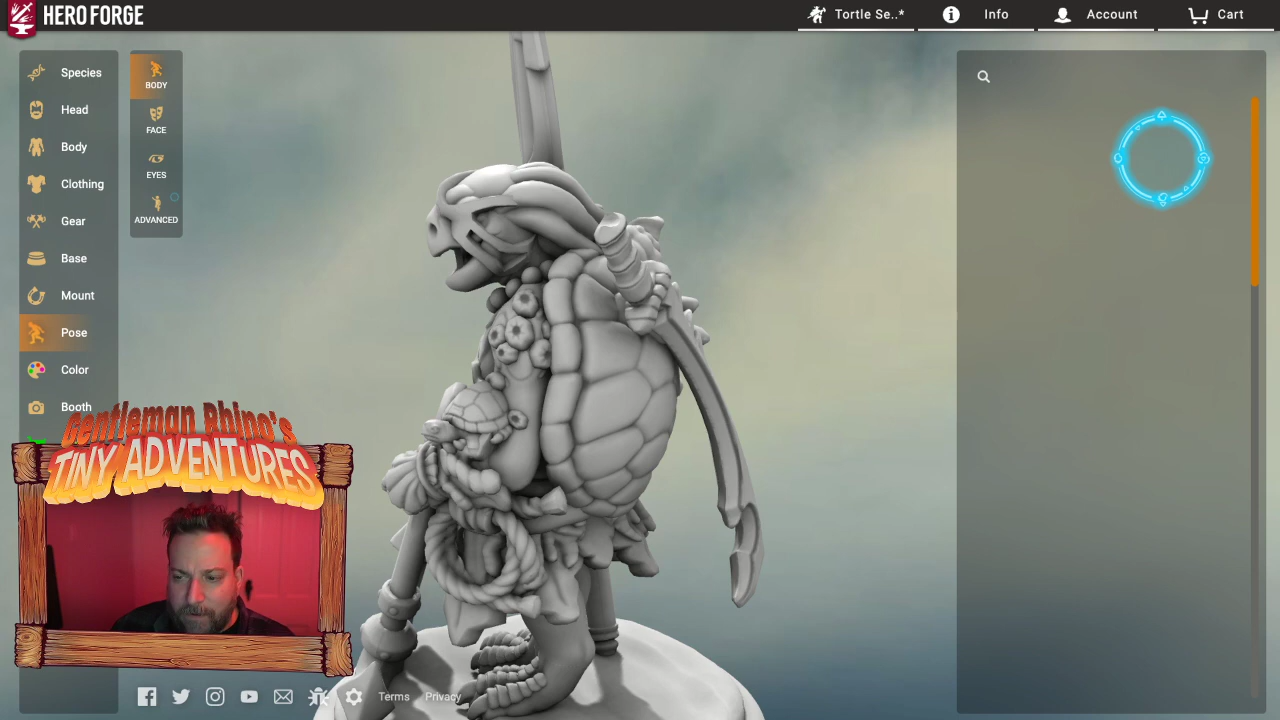 HERO FORGE
Tortle Se..*
Info
Account
Cart
Species
Head
Body
Clothing
Gear
Base
Mount
Pose
Color
Booth
BODY
FACE
EYES
ADVANCED
Gentleman Rhino's
TINY ADVENTURES
Terms
Privacy